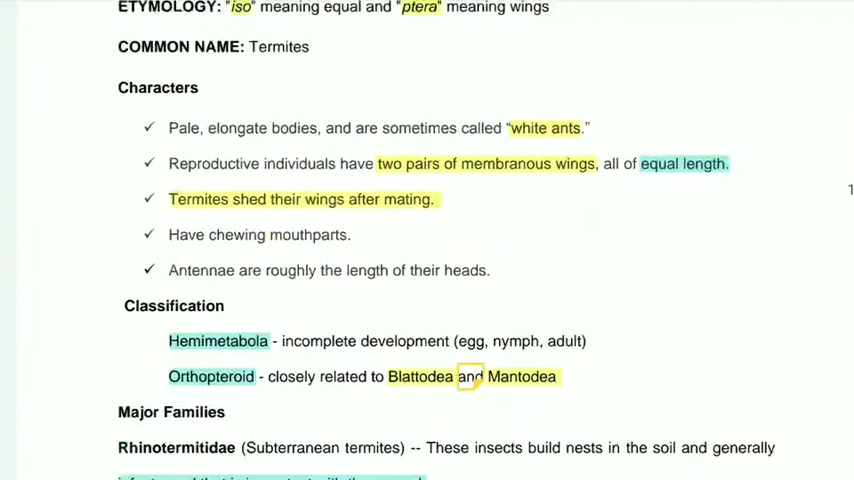 ETYMOLOGY: "iso" meaning equal and "ptera" meaning wings
COMMON NAME: Termites
Characters
✓ Pale, elongate bodies, and are sometimes called “white ants.”
✓ Reproductive individuals have two pairs of membranous wings, all of equal length.
✓ Termites shed their wings after mating.
✓ Have chewing mouthparts.
✓ Antennae are roughly the length of their heads.
Classification
Hemimetabola - incomplete development (egg, nymph, adult)
Orthopteroid - closely related to Blattodea and Mantodea
Major Families
Rhinotermitidae (Subterranean termites) -- These insects build nests in the soil and generally